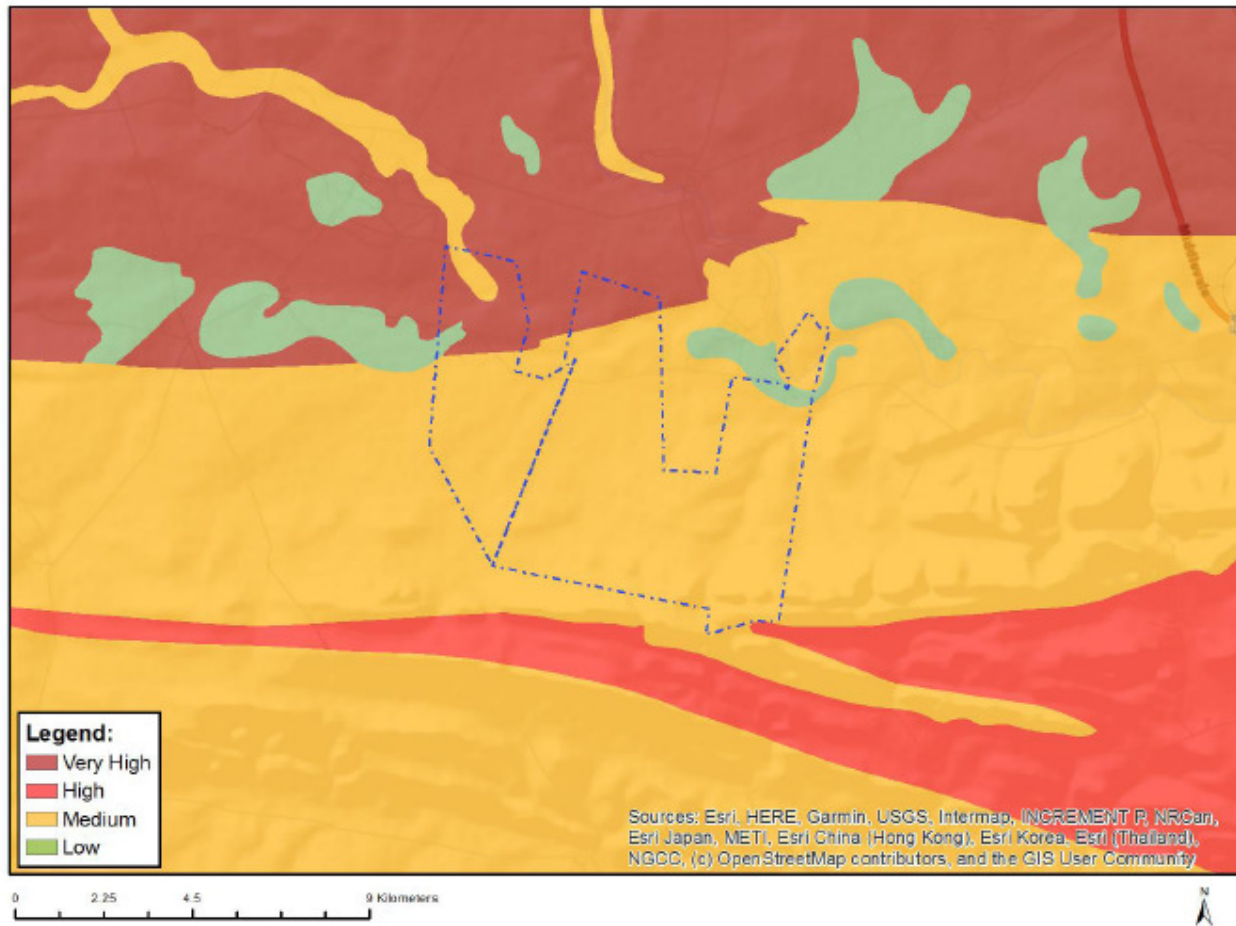 Middlevale
Legend:
Very High
High
Medium
Low
Sources: Esri, HERE, Garmin, USGS, Intermap, INCREMENT P, NRCan,
Esri Japan, METI, Esri China (Hong Kong), Esri Korea, Esri (Thailand),
NGCC, (c) OpenStreetMap contributors, and the GIS User Community
0 2.25 4.5 9 Kilometers
N